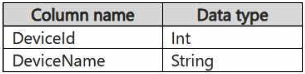 Column name Data type
DeviceId Int
DeviceName String